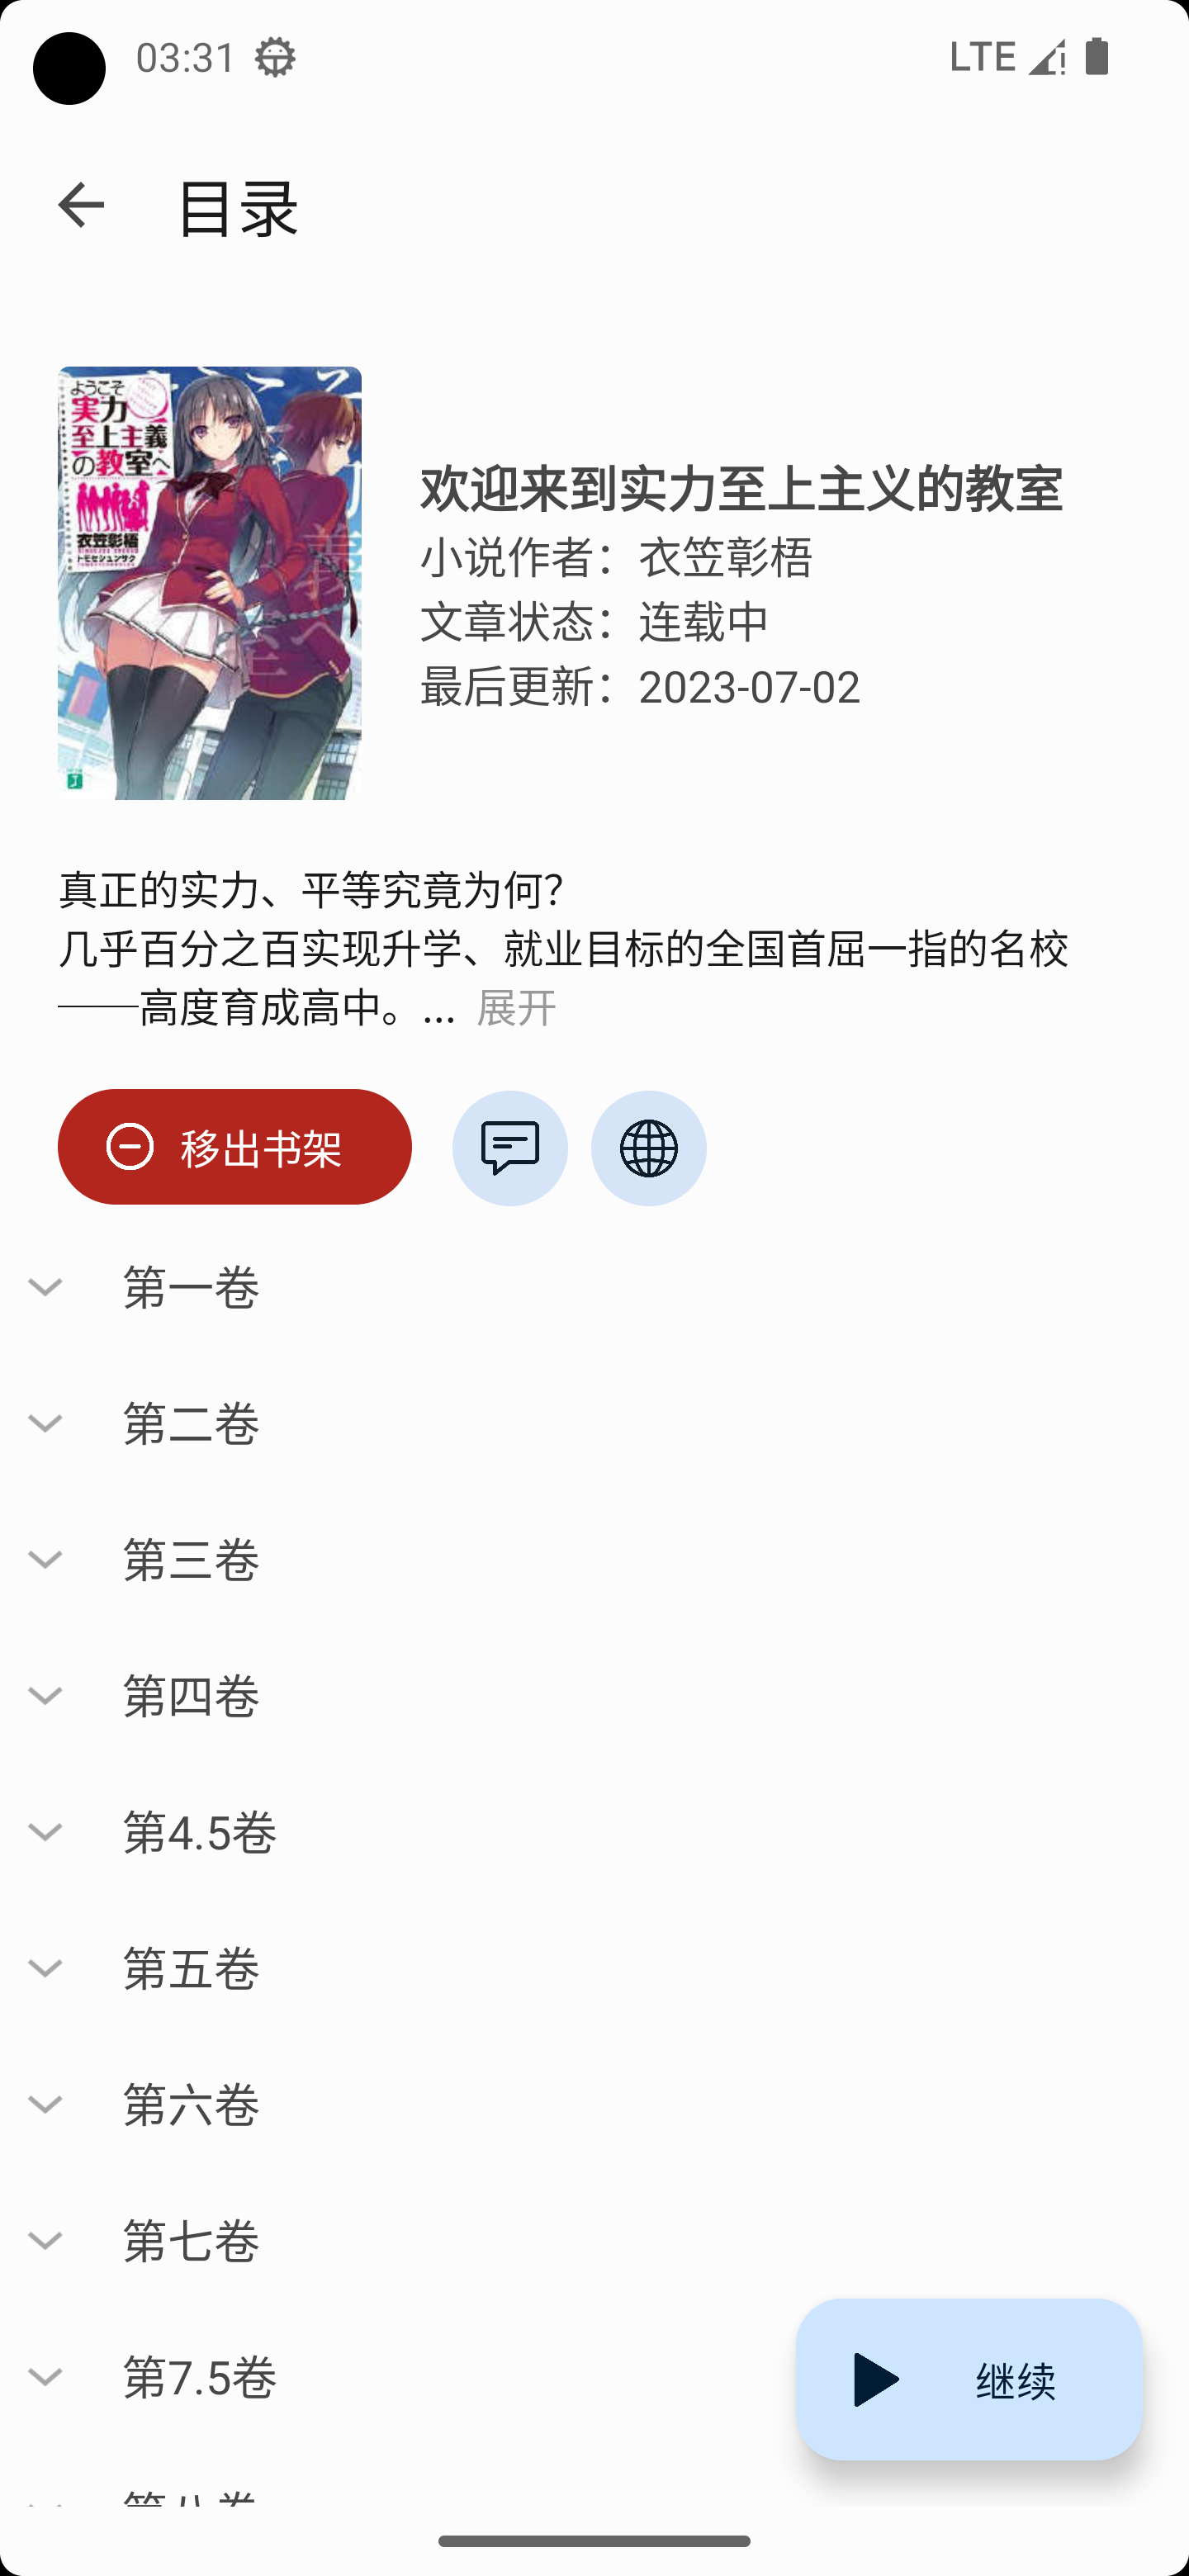 03:31
LTE
目录
ようこそ
実力
至上主義
の教室へ
衣笠彰梧
トモセシュンサク
欢迎来到实力至上主义的教室
小说作者：衣笠彰梧
文章状态：连载中
最后更新：2023-07-02
真正的实力、平等究竟为何？
几乎百分之百实现升学、就业目标的全国首屈一指的名校
——高度育成高中。... 展开
移出书架
第一卷
第二卷
第三卷
第四卷
第4.5卷
第五卷
第六卷
第七卷
第7.5卷
继续
第八卷